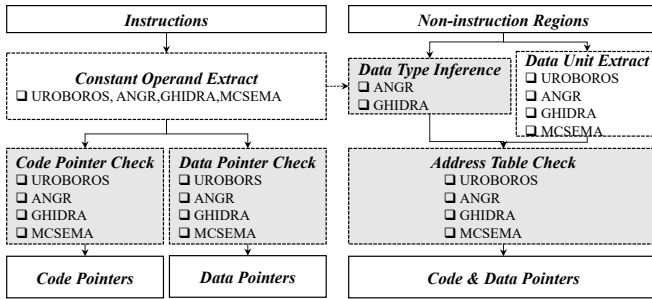 Instructions
Constant Operand Extract
❑ UROBOROS, ANGR,GHIDRA,MCSEMA
Code Pointer Check
❑ UROBOROS
❑ ANGR
❑ GHIDRA
❑ MCSEMA
Data Pointer Check
❑ UROBORS
❑ ANGR
❑ GHIDRA
❑ MCSEMA
Code Pointers
Data Pointers
Non-instruction Regions
Data Type Inference
❑ ANGR
❑ GHIDRA
Data Unit Extract
❑ UROBOROS
❑ ANGR
❑ GHIDRA
❑ MCSEMA
Address Table Check
❑ UROBOROS
❑ ANGR
❑ GHIDRA
❑ MCSEMA
Code & Data Pointers